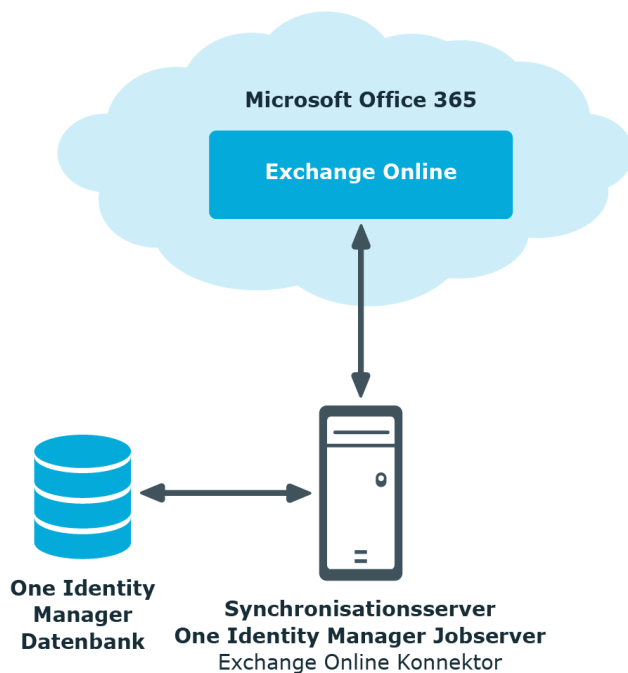 Microsoft Office 365
Exchange Online
One Identity
Manager
Datenbank
Synchronisationsserver
One Identity Manager Jobserver
Exchange Online Konnektor